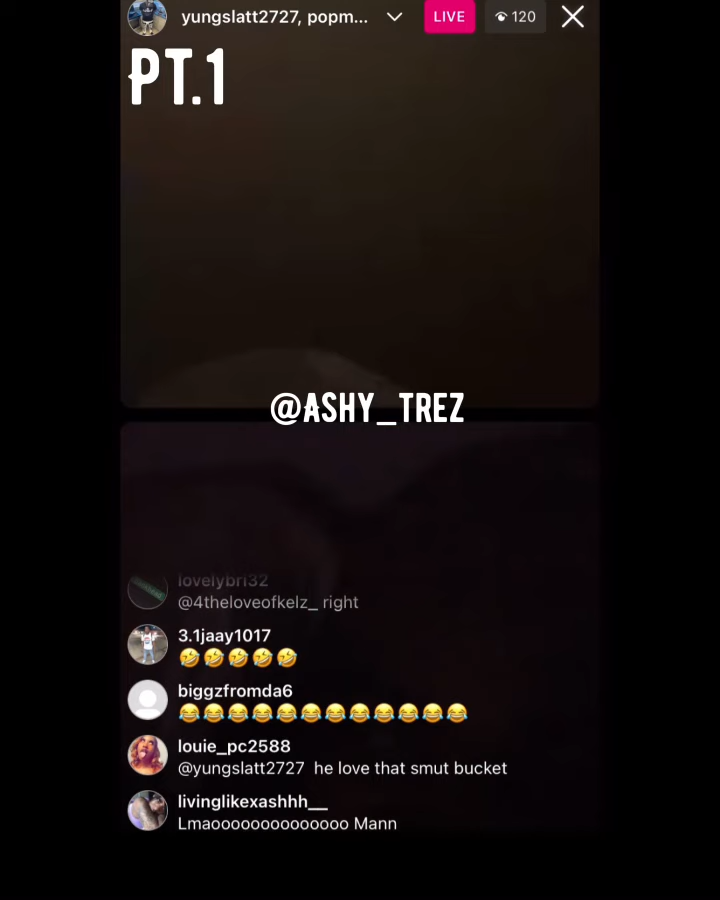 yungslatt2727, popm...
LIVE
120
PT.1
@ASHY_TREZ
lovelybri32
@4theloveofkelz_ right
3.1jaay1017
🤣🤣🤣🤣🤣
biggzfromda6
😂😂😂😂😂😂😂😂😂😂😂😂
louie_pc2588
@yungslatt2727 he love that smut bucket
livinglikexashhh__
Lmaoooooooooooooo Mann